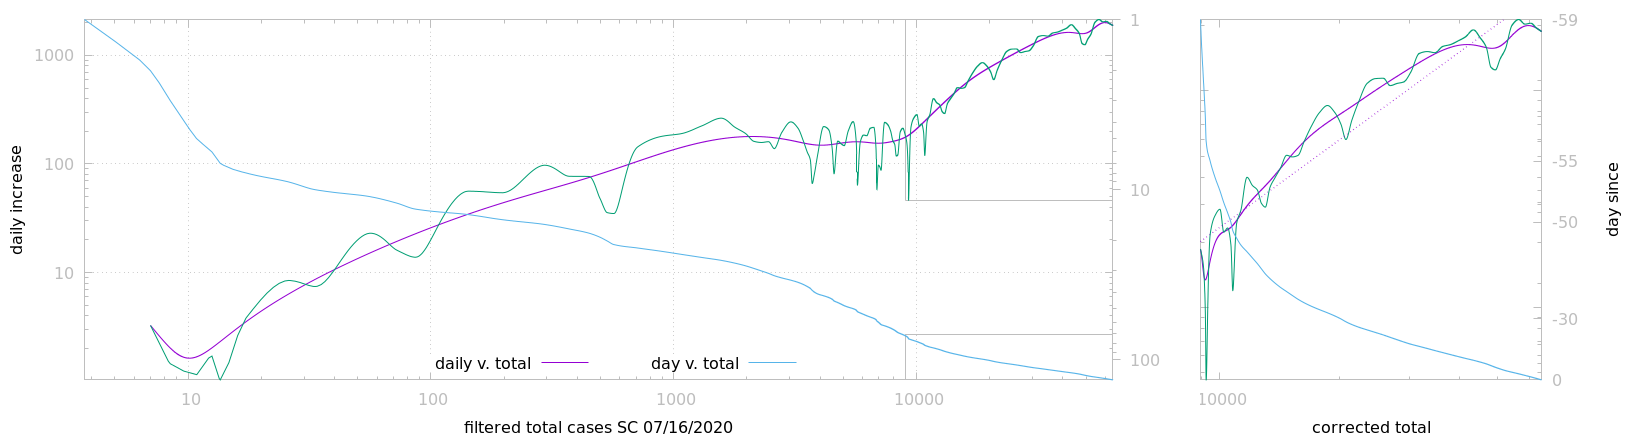 1000
100
10
daily increase
1
10
100
day since
-59
-55
-50
-30
0
daily v. total
day v. total
10
100
1000
10000
10000
filtered total cases SC 07/16/2020
corrected total